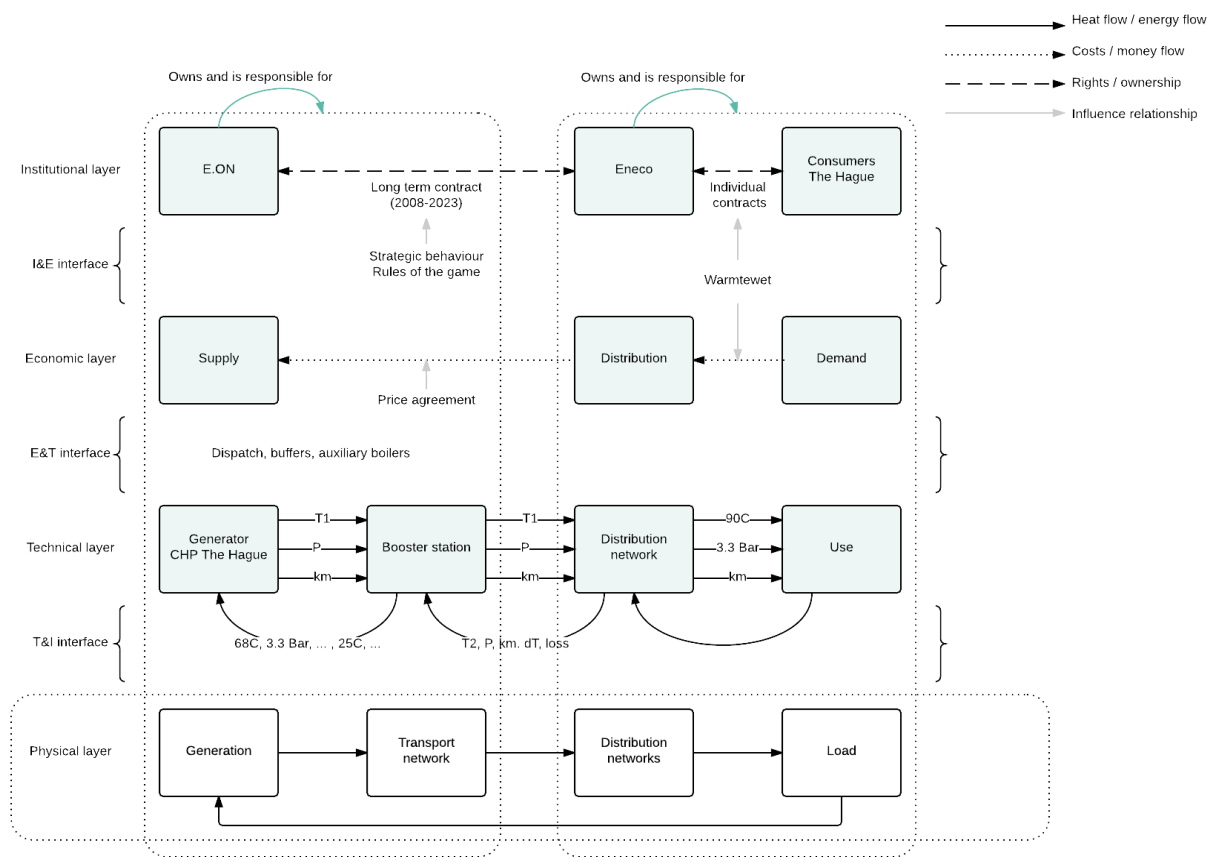 Heat flow / energy flow
Costs / money flow
Rights / ownership
Influence relationship
Owns and is responsible for
Owns and is responsible for
Institutional layer
E.ON
Long term contract
(2008-2023)
Eneco
Individual
contracts
Consumers
The Hague
I&E interface
Strategic behaviour
Rules of the game
Warmtewet
Economic layer
Supply
Price agreement
Distribution
Demand
E&T interface
Dispatch, buffers, auxiliary boilers
Technical layer
Generator
CHP The Hague
T1
P
km
Booster station
T1
P
km
Distribution
network
90C
3.3 Bar
km
Use
T&I interface
68C, 3.3 Bar, ... , 25C, ...
T2, P, km. dT, loss
Physical layer
Generation
Transport
network
Distribution
networks
Load